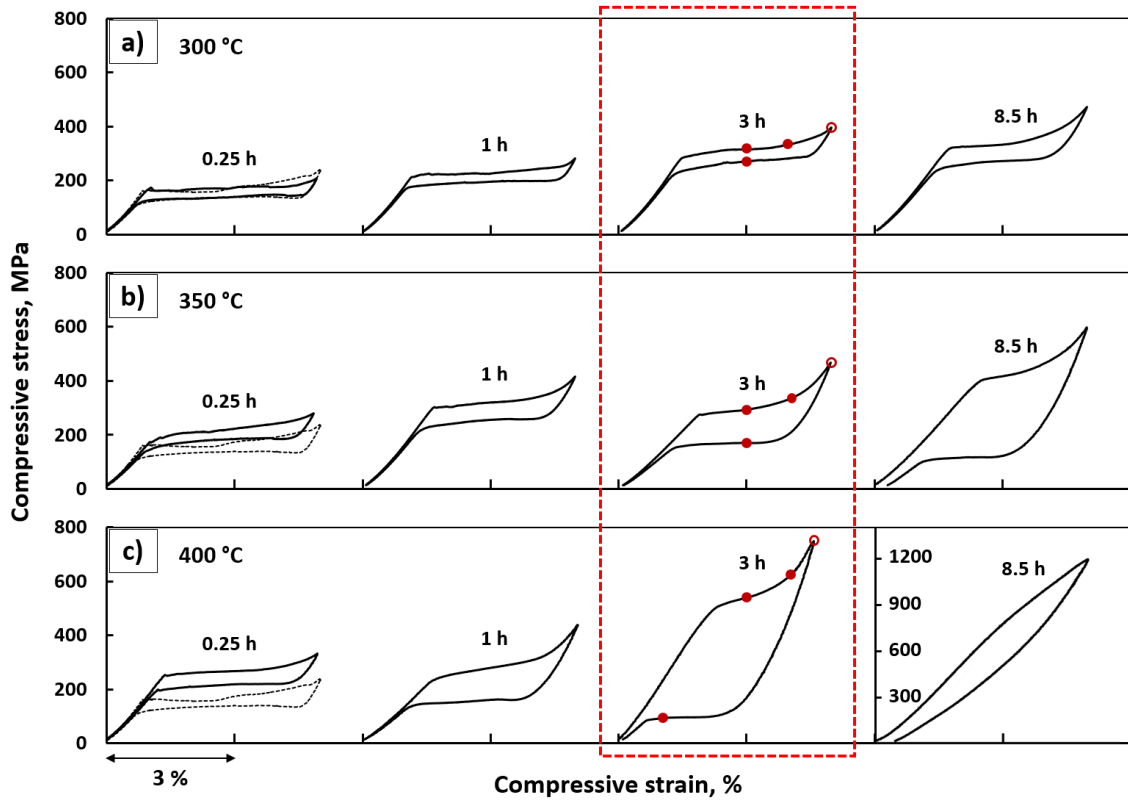 a) 300 °C
800
600
400
200
0
0.25 h
1 h
3 h
8.5 h
b) 350 °C
800
600
400
200
0
0.25 h
1 h
3 h
8.5 h
c) 400 °C
800
600
400
200
0
0.25 h
1 h
3 h
8.5 h
1200
900
600
300
3 %
Compressive stress, MPa
Compressive strain, %